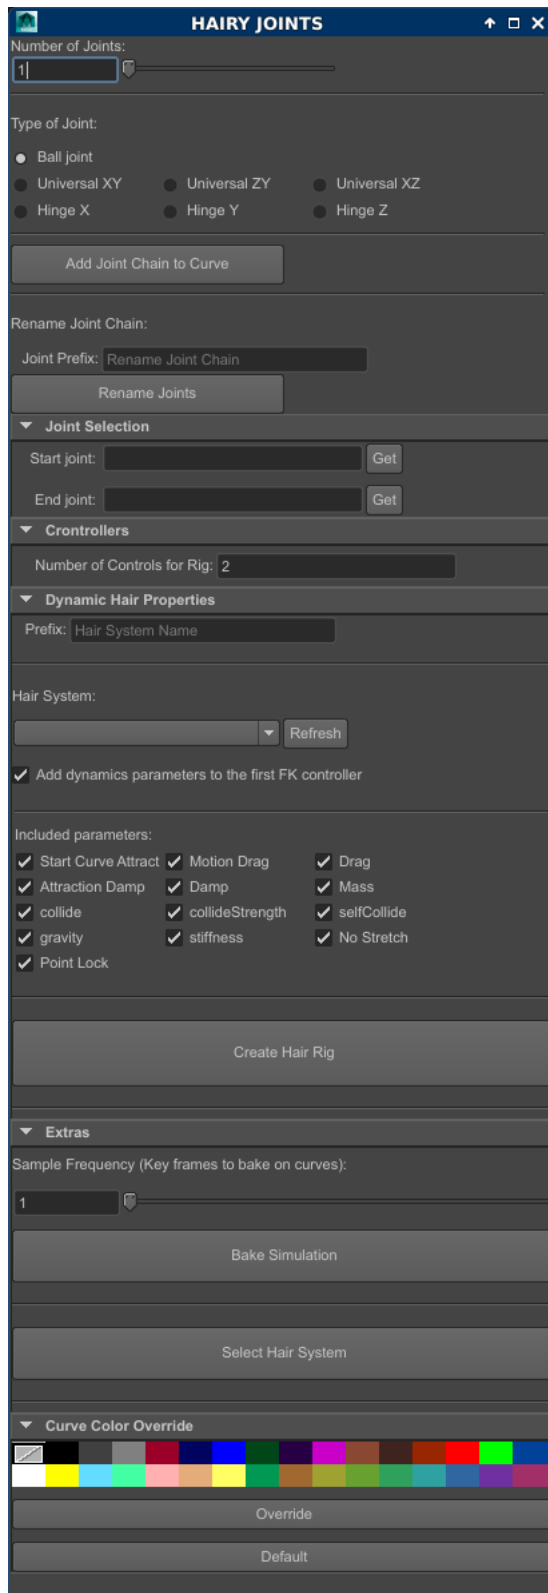 HAIRY JOINTS
Number of Joints:
1
Type of Joint:
Ball joint
Universal XY Universal ZY Universal XZ
Hinge X Hinge Y Hinge Z
Add Joint Chain to Curve
Rename Joint Chain:
Joint Prefix: Rename Joint Chain
Rename Joints
Joint Selection
Start joint: Get
End joint: Get
Crontrollers
Number of Controls for Rig: 2
Dynamic Hair Properties
Prefix: Hair System Name
Hair System:
Refresh
Add dynamics parameters to the first FK controller
Included parameters:
Start Curve Attract Motion Drag Drag
Attraction Damp Damp Mass
collide collideStrength selfCollide
gravity stiffness No Stretch
Point Lock
Create Hair Rig
Extras
Sample Frequency (Key frames to bake on curves):
1
Bake Simulation
Select Hair System
Curve Color Override
Override
Default